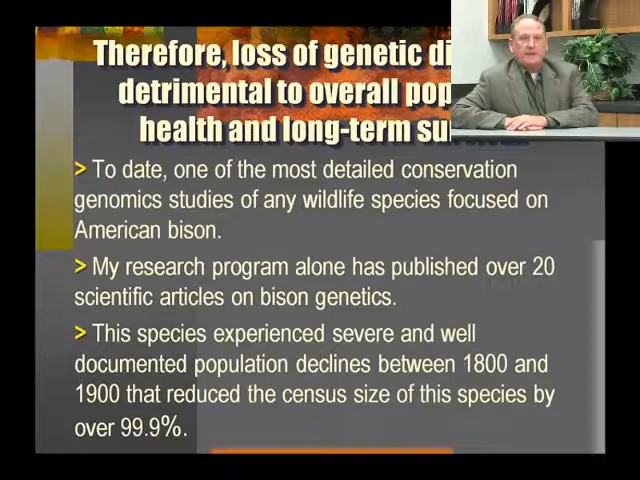 Therefore, loss of genetic di
detrimental to overall pop
health and long-term su
> To date, one of the most detailed conservation
genomics studies of any wildlife species focused on
American bison.
> My research program alone has published over 20
scientific articles on bison genetics.
> This species experienced severe and well
documented population declines between 1800 and
1900 that reduced the census size of this species by
over 99.9%.